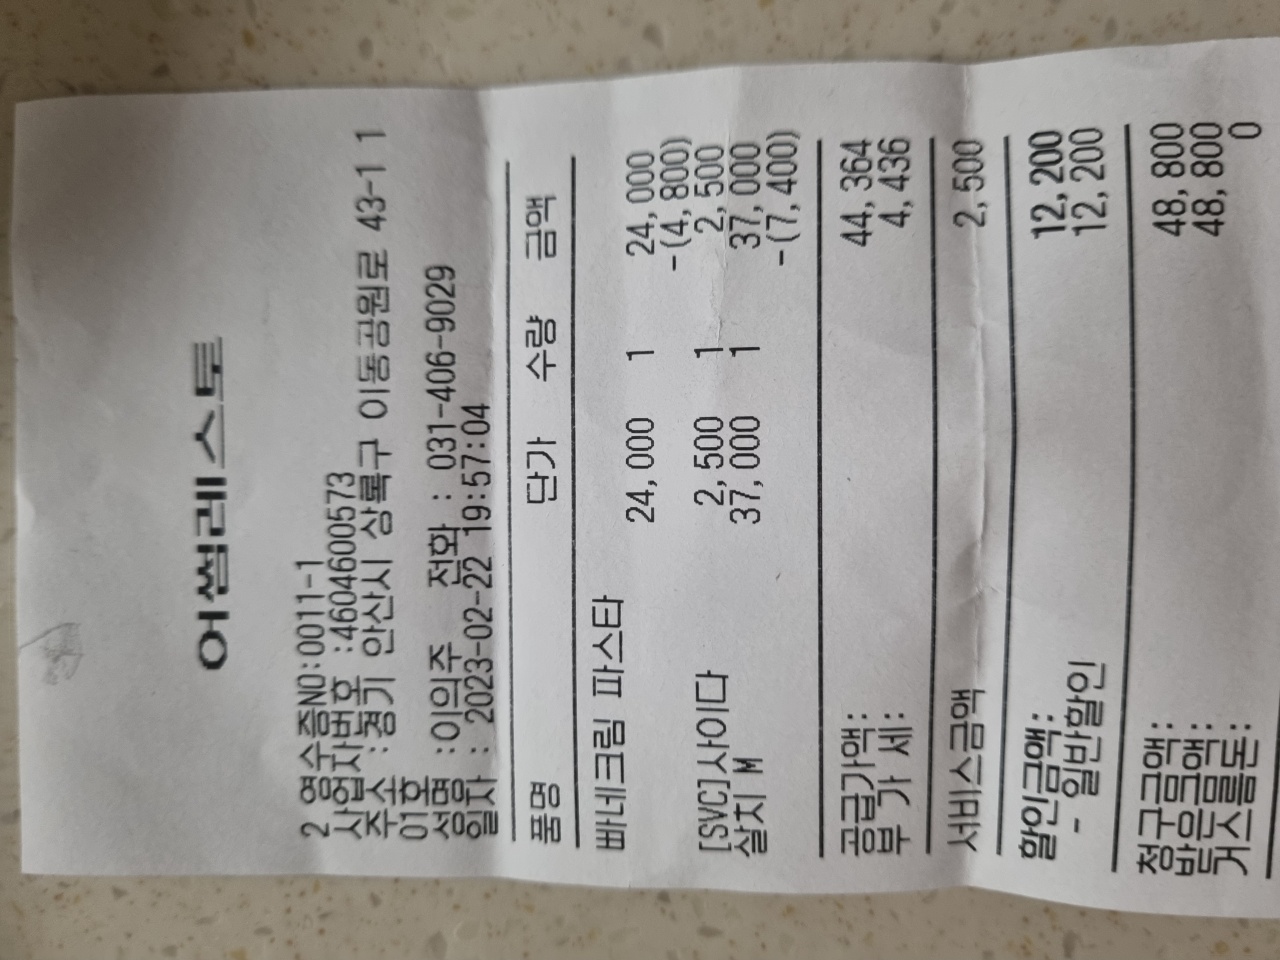 어썸레스토
2 영수증NO:0011-1
사업자번호 :4604600573
주소 :경기 안산시 상록구 이동공원로 43-1 1
01호
성명 :이의주 전화 : 031-406-9029
일자 : 2023-02-22 19:57:04
품명 단가 수량 금액
빠네크림 파스타
24,000 1 24,000
-(4,800)
[SVC]사이다 2,500 1 2,500
살치 M 37,000 1 37,000
-(7,400)
공급가액: 44,364
부 가 세: 4,436
서비스금액 2,500
할인금액: 12,200
- 일반할인 12,200
청구금액: 48,800
받은금액: 48,800
거스름돈: 0